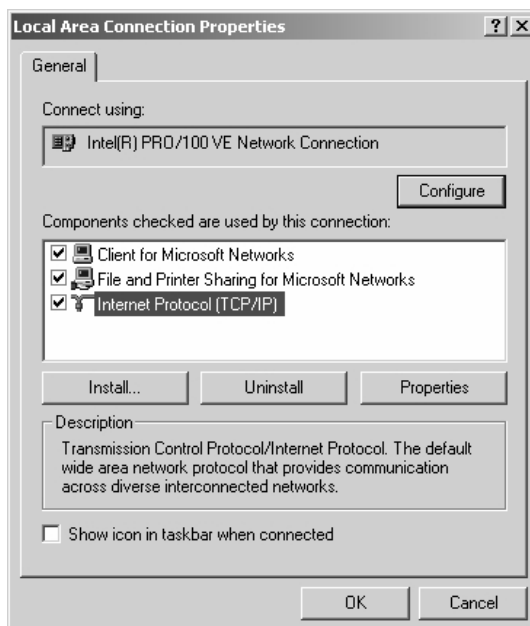 Local Area Connection Properties
General
Connect using:
Intel(R) PRO/100 VE Network Connection
Configure
Components checked are used by this connection:
Client for Microsoft Networks
File and Printer Sharing for Microsoft Networks
Internet Protocol (TCP/IP)
Install... Uninstall Properties
Description
Transmission Control Protocol/Internet Protocol. The default
wide area network protocol that provides communication
across diverse interconnected networks.
Show icon in taskbar when connected
OK Cancel